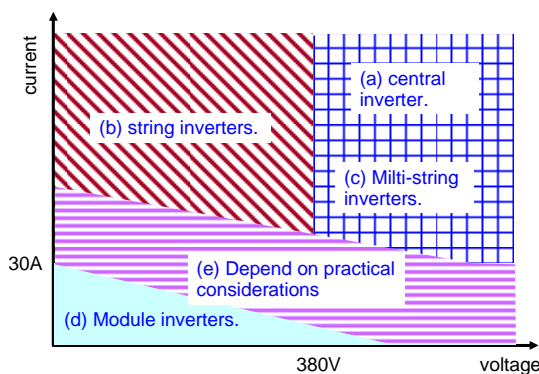 current
(a) central
inverter.
(b) string inverters.
(c) Milti-string
inverters.
30A
(e) Depend on practical
considerations
(d) Module inverters.
380V
voltage